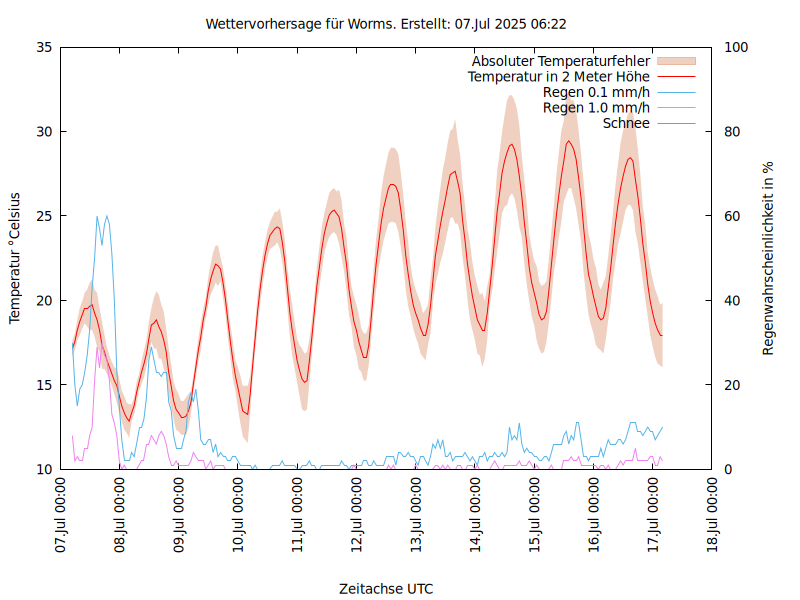 Wettervorhersage für Worms. Erstellt: 07.Jul 2025 06:22
35
30
25
20
15
10
100
80
60
40
20
0
Absoluter Temperaturfehler
Temperatur in 2 Meter Höhe
Regen 0.1 mm/h
Regen 1.0 mm/h
Schnee
Temperatur °Celsius
Regenwahrscheinlichkeit in %
07.Jul 00:00
08.Jul 00:00
09.Jul 00:00
10.Jul 00:00
11.Jul 00:00
12.Jul 00:00
13.Jul 00:00
14.Jul 00:00
15.Jul 00:00
16.Jul 00:00
17.Jul 00:00
18.Jul 00:00
Zeitachse UTC